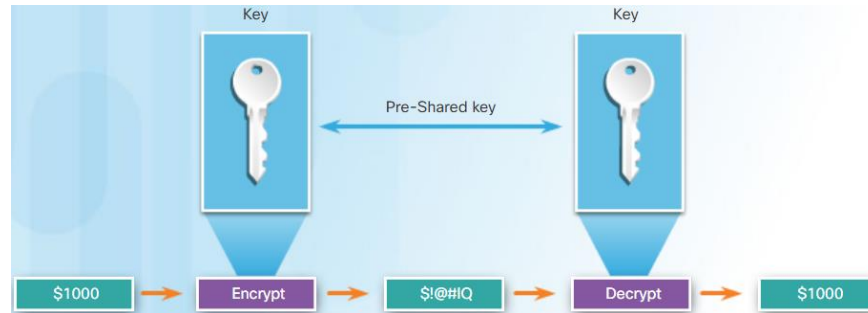 Key
Key
Pre-Shared key
$1000
Encrypt
$!@#IQ
Decrypt
$1000